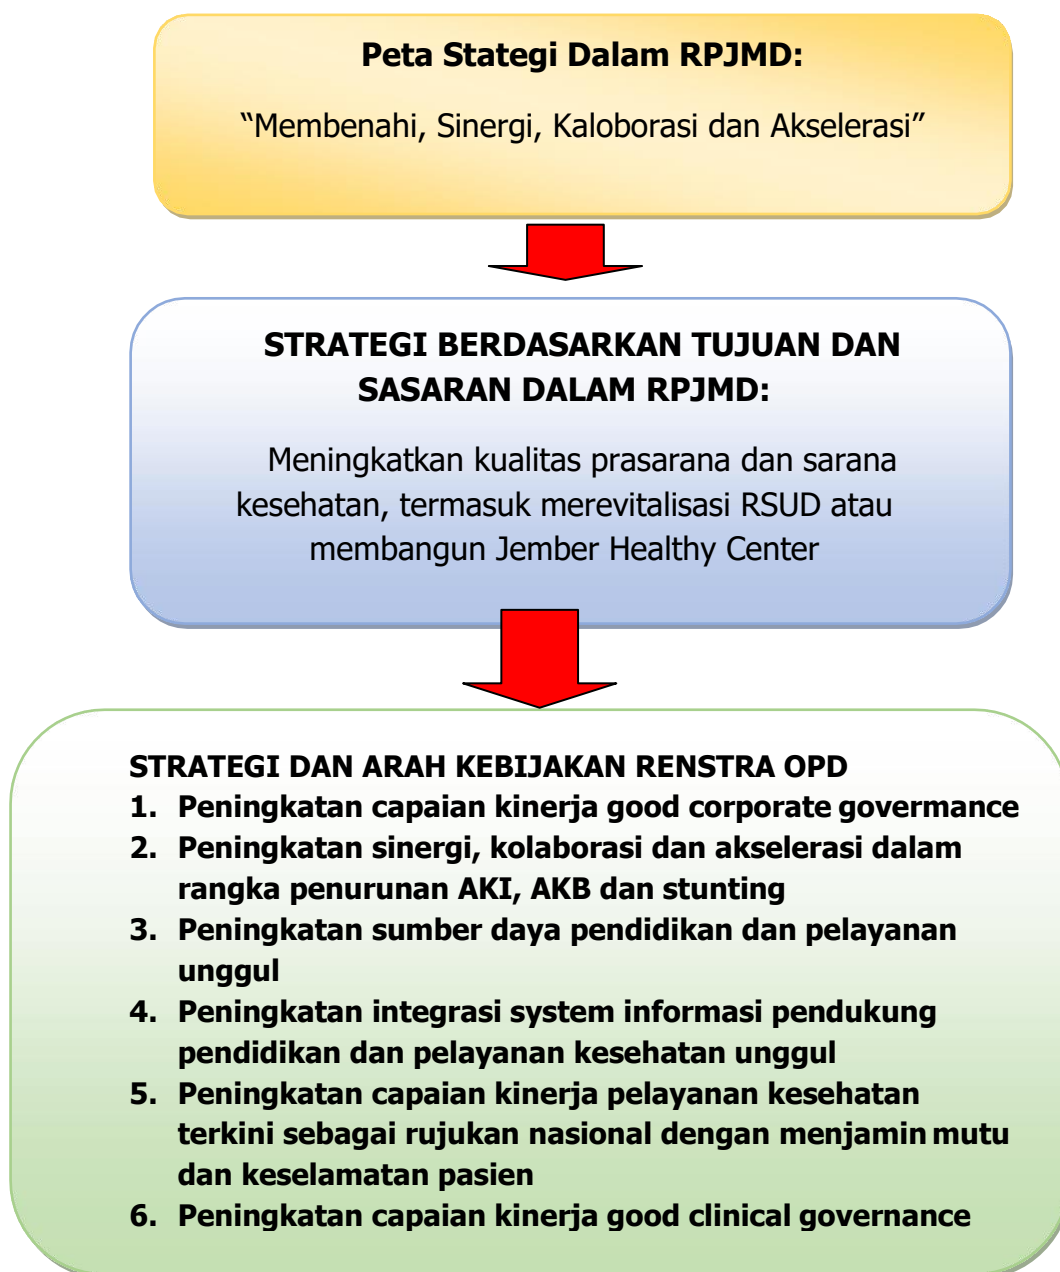 Peta Stategi Dalam RPJMD:
“Membenahi, Sinergi, Kaloborasi dan Akselerasi”
STRATEGI BERDASARKAN TUJUAN DAN
SASARAN DALAM RPJMD:
Meningkatkan kualitas prasarana dan sarana
kesehatan, termasuk merevitalisasi RSUD atau
membangun Jember Healthy Center
STRATEGI DAN ARAH KEBIJAKAN RENSTRA OPD
1. Peningkatan capaian kinerja good corporate govermance
2. Peningkatan sinergi, kolaborasi dan akselerasi dalam
rangka penurunan AKI, AKB dan stunting
3. Peningkatan sumber daya pendidikan dan pelayanan
unggul
4. Peningkatan integrasi system informasi pendukung
pendidikan dan pelayanan kesehatan unggul
5. Peningkatan capaian kinerja pelayanan kesehatan
terkini sebagai rujukan nasional dengan menjamin mutu
dan keselamatan pasien
6. Peningkatan capaian kinerja good clinical governance